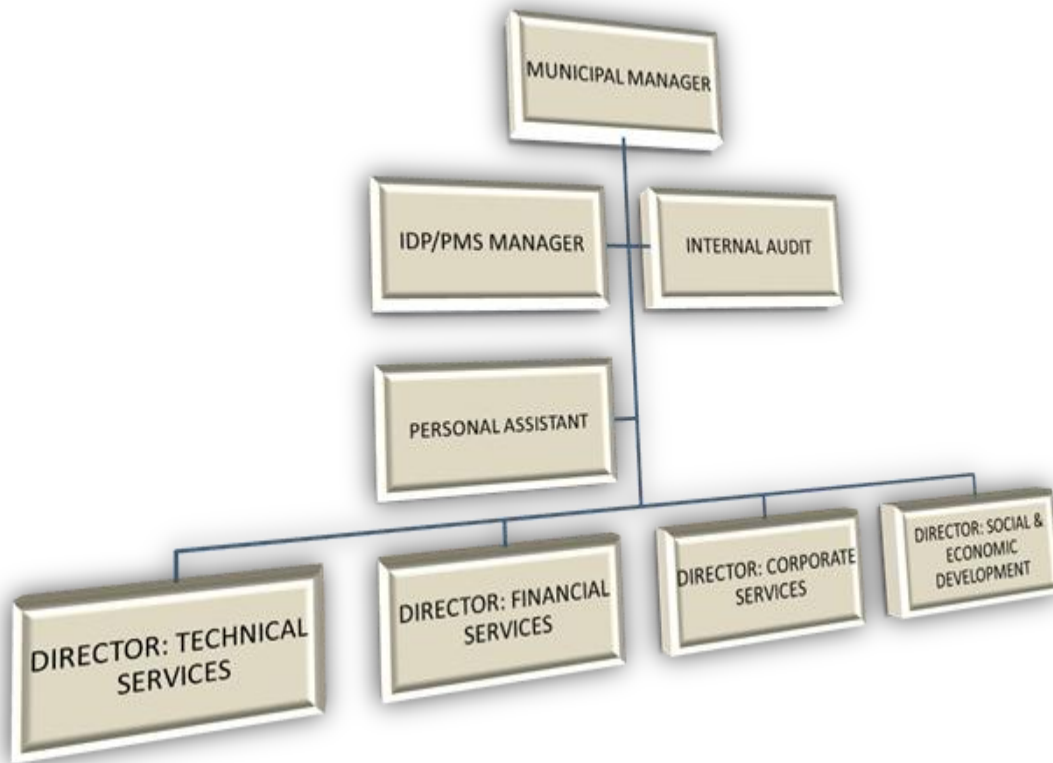 MUNICIPAL MANAGER
IDP/PMS MANAGER
INTERNAL AUDIT
PERSONAL ASSISTANT
DIRECTOR: TECHNICAL
SERVICES
DIRECTOR: FINANCIAL
SERVICES
DIRECTOR: CORPORATE
SERVICES
DIRECTOR: SOCIAL &
ECONOMIC
DEVELOPMENT